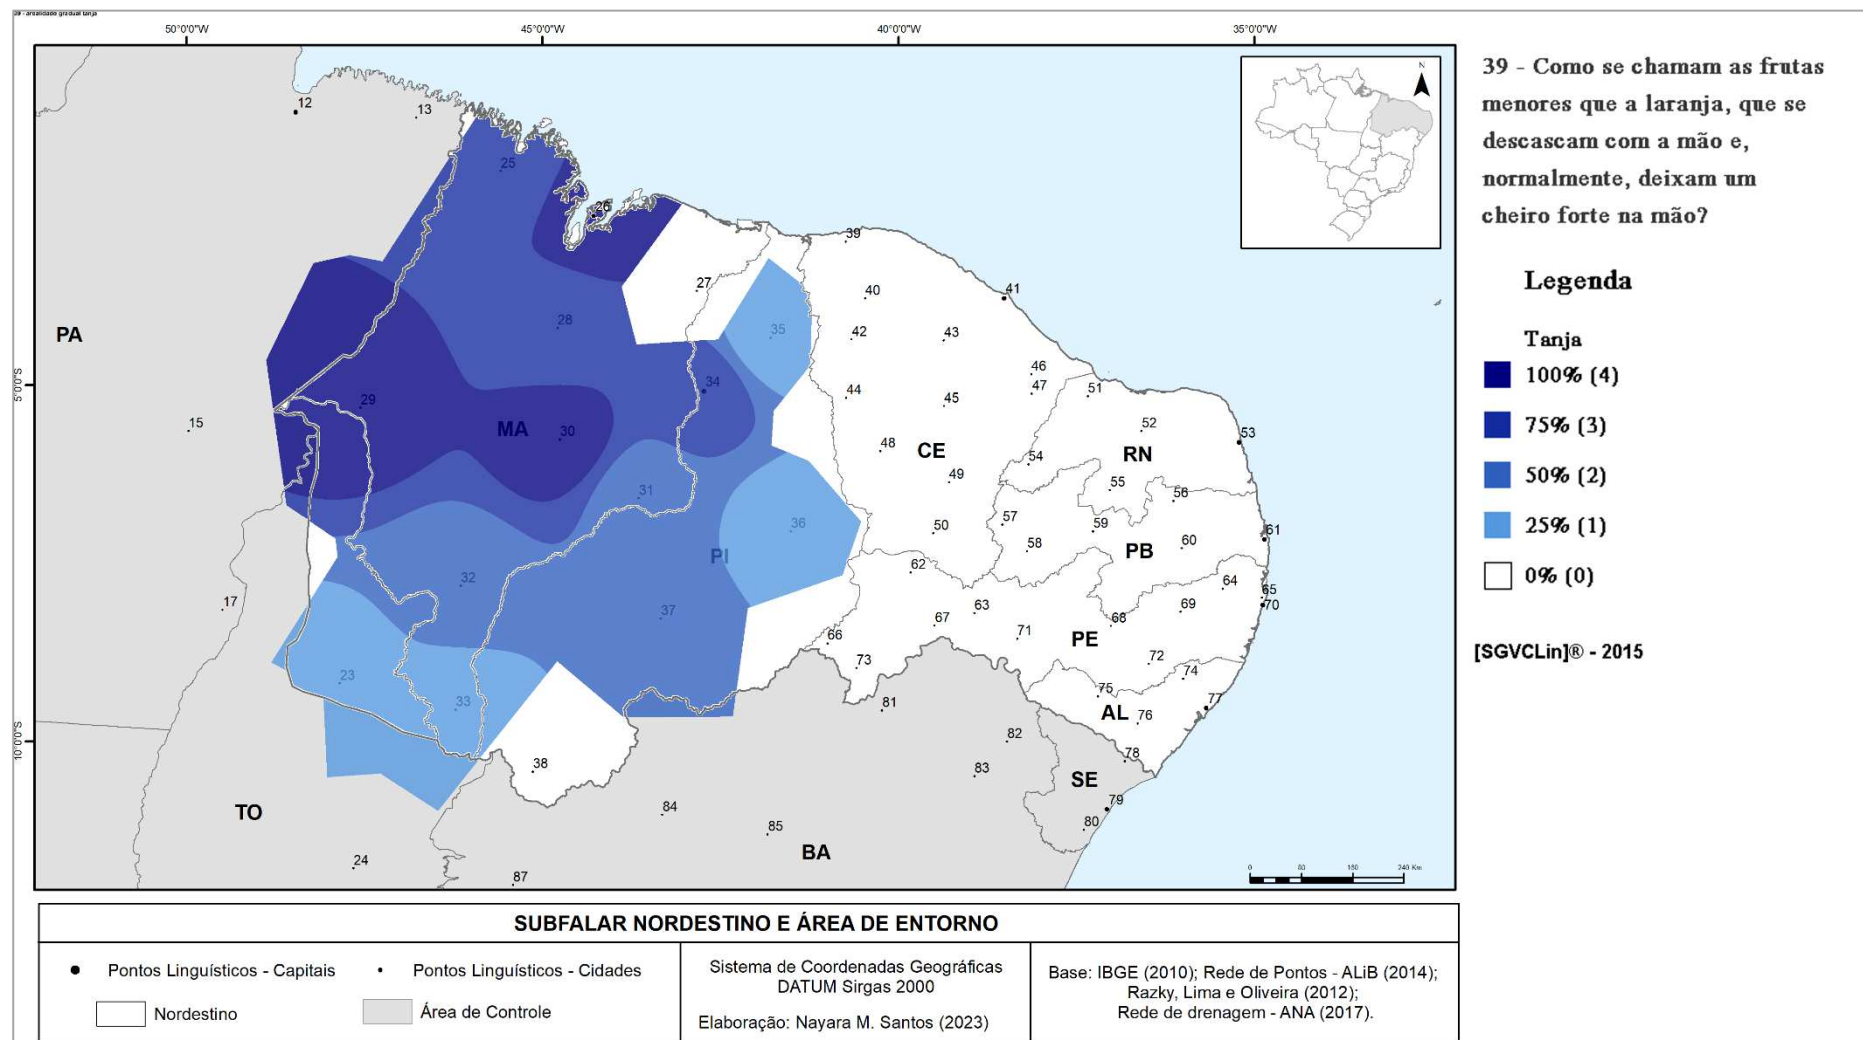 39 - arealidade gradual tanja
50°0'0"W
45°0'0"W
40°0'0"W
35°0'0"W
5°0'0"S
10°0'0"S
N
12
13
25
26
27
39
40
41
28
35
42
43
PA
34
44
46
47
51
29
45
52
15
MA
30
48
CE
RN
53
49
54
31
55
56
36
50
57
59
61
PI
58
PB
60
32
62
17
37
63
64
65
70
67
68
69
66
71
PE
72
73
23
74
33
75
77
81
AL
76
82
38
78
83
SE
TO
84
79
80
85
BA
24
87
0
80
160
240 Km
39 - Como se chamam as frutas
menores que a laranja, que se
descascam com a mão e,
normalmente, deixam um
cheiro forte na mão?
Legenda
Tanja
100% (4)
75% (3)
50% (2)
25% (1)
0% (0)
[SGVCLin]® - 2015
SUBFALAR NORDESTINO E ÁREA DE ENTORNO
Pontos Linguísticos - Capitais
Pontos Linguísticos - Cidades
Nordestino
Área de Controle
Sistema de Coordenadas Geográficas
DATUM Sirgas 2000
Elaboração: Nayara M. Santos (2023)
Base: IBGE (2010); Rede de Pontos - ALiB (2014);
Razky, Lima e Oliveira (2012);
Rede de drenagem - ANA (2017).